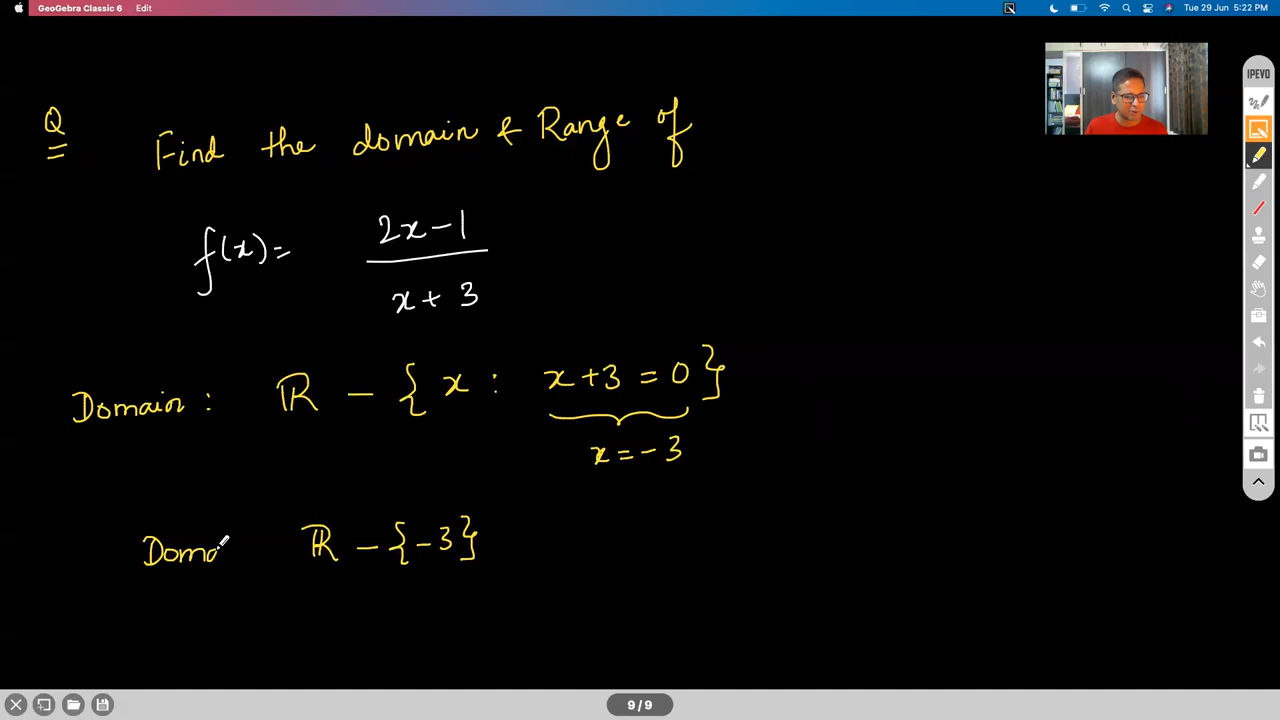 GeoGebra Classic 6 Edit Tue 29 Jun 5:22 PM
IPEVO
Q Find the domain & Range of
f(x)= 2x-1
x+3
Domain : ℝ - { x : x+3 = 0 }
x = -3
Doma ℝ - {-3}
9 / 9